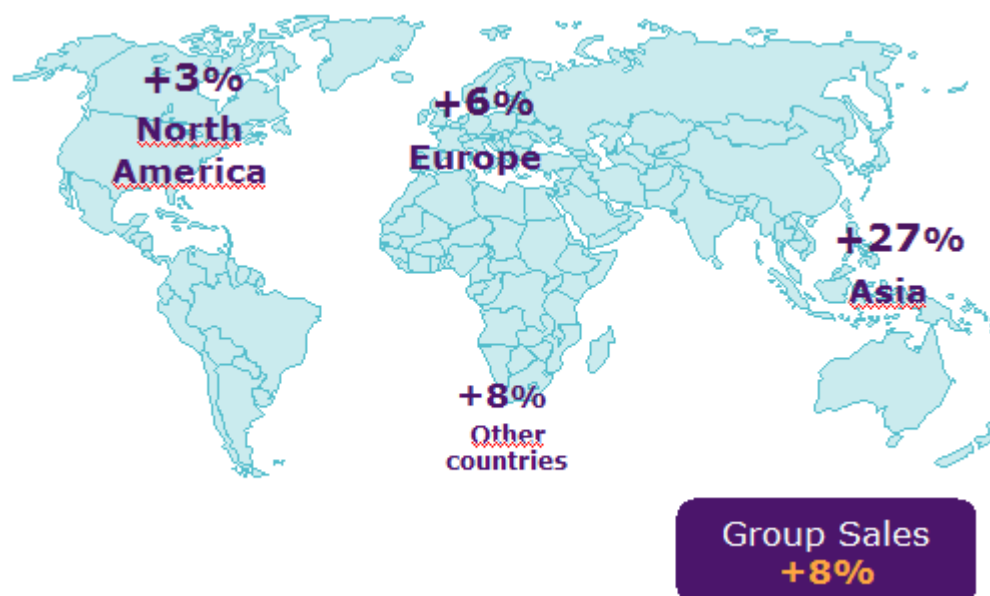 +3%
North
America
+6%
Europe
+27%
Asia
+8%
Other
countries
Group Sales
+8%